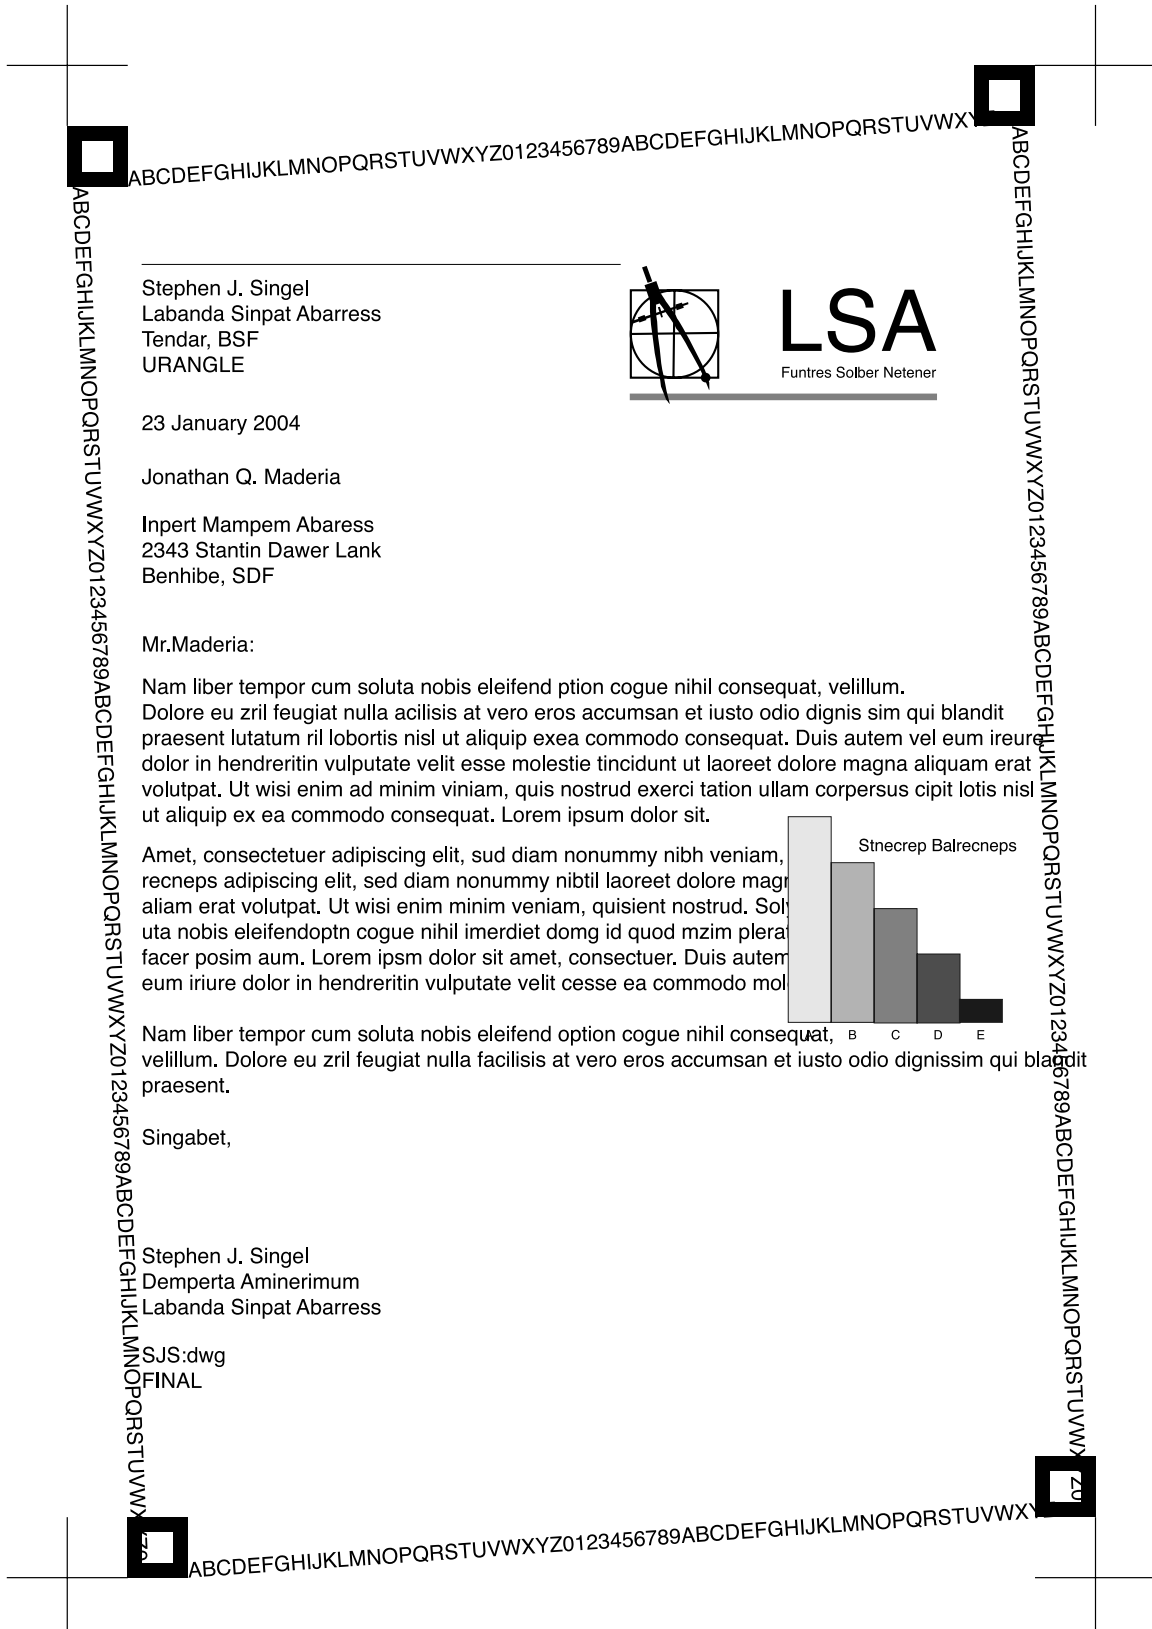 ABCDEFGHIJKLMNOPQRSTUVWXYZ0123456789ABCDEFGHIJKLMNOPQRSTUVWXY
ABCDEFGHIJKLMNOPQRSTUVWXYZ0123456789ABCDEFGHIJKLMNOPQRSTUVWXYZ0123456789ABCDEFGHIJKLMNOPQRSTUVWX
Stephen J. Singel
Labanda Sinpat Abarress
Tendar, BSF
URANGLE
LSA
Funtres Solber Netener
23 January 2004
Jonathan Q. Maderia
Inpert Mampem Abaress
2343 Stantin Dawer Lank
Benhibe, SDF
Mr.Maderia:
Nam liber tempor cum soluta nobis eleifend ption cogue nihil consequat, velillum.
Dolore eu zril feugiat nulla acilisis at vero eros accumsan et iusto odio dignis sim qui blandit
praesent lutatum ril lobortis nisl ut aliquip exea commodo consequat. Duis autem vel eum ireure
dolor in hendreritin vulputate velit esse molestie tincidunt ut laoreet dolore magna aliquam erat
volutpat. Ut wisi enim ad minim viniam, quis nostrud exerci tation ullam corpersus cipit lotis nisl
ut aliquip ex ea commodo consequat. Lorem ipsum dolor sit.
Amet, consectetuer adipiscing elit, sud diam nonummy nibh veniam,
recneps adipiscing elit, sed diam nonummy nibtil laoreet dolore magn
aliam erat volutpat. Ut wisi enim minim veniam, quisient nostrud. Soly
uta nobis eleifendoptn cogue nihil imerdiet domg id quod mzim plerat
facer posim aum. Lorem ipsm dolor sit amet, consectuer. Duis autem
eum iriure dolor in hendreritin vulputate velit cesse ea commodo mol
Stnecrep Balrecneps
A B C D E
Nam liber tempor cum soluta nobis eleifend option cogue nihil consequat,
velillum. Dolore eu zril feugiat nulla facilisis at vero eros accumsan et iusto odio dignissim qui blandit
praesent.
Singabet,
Stephen J. Singel
Demperta Aminerimum
Labanda Sinpat Abarress
SJS:dwg
FINAL
ABCDEFGHIJKLMNOPQRSTUVWXYZ0123456789ABCDEFGHIJKLMNOPQRSTUVWXYZ0123456789ABCDEFGHIJKLMNOPQRSTUVWXYZ0
ABCDEFGHIJKLMNOPQRSTUVWXYZ0123456789ABCDEFGHIJKLMNOPQRSTUVWXY